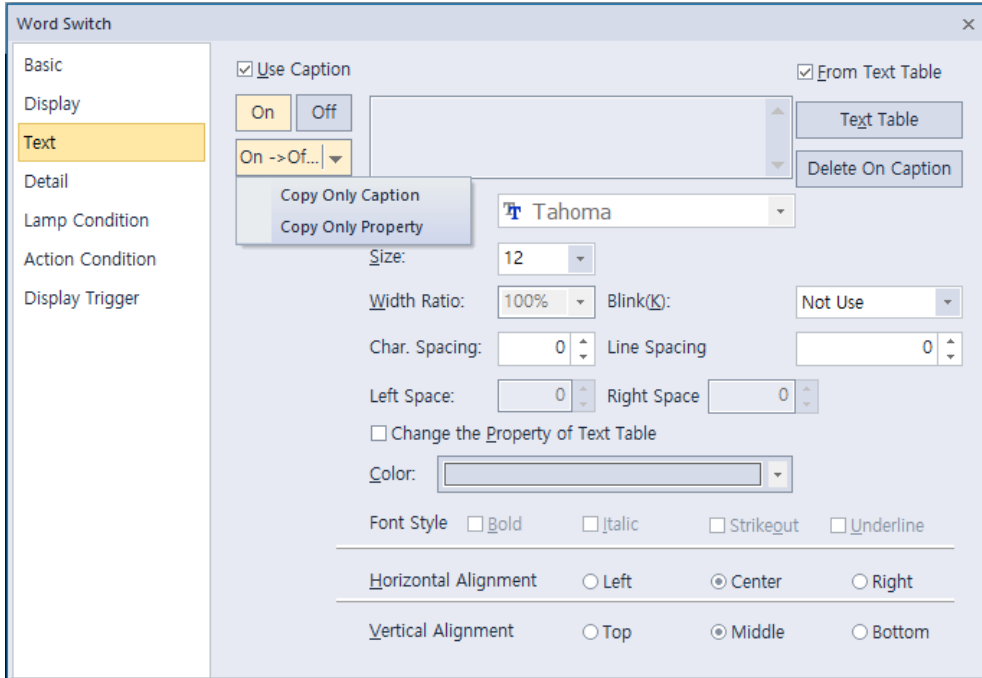 Word Switch
Basic
Display
Text
Detail
Lamp Condition
Action Condition
Display Trigger
Use Caption
From Text Table
On Off
Text Table
On ->Of...
Delete On Caption
Copy Only Caption
Copy Only Property
Tahoma
Size: 12
Width Ratio: 100% Blink(K): Not Use
Char. Spacing: 0 Line Spacing 0
Left Space: 0 Right Space 0
Change the Property of Text Table
Color:
Font Style Bold Italic Strikeout Underline
Horizontal Alignment Left Center Right
Vertical Alignment Top Middle Bottom